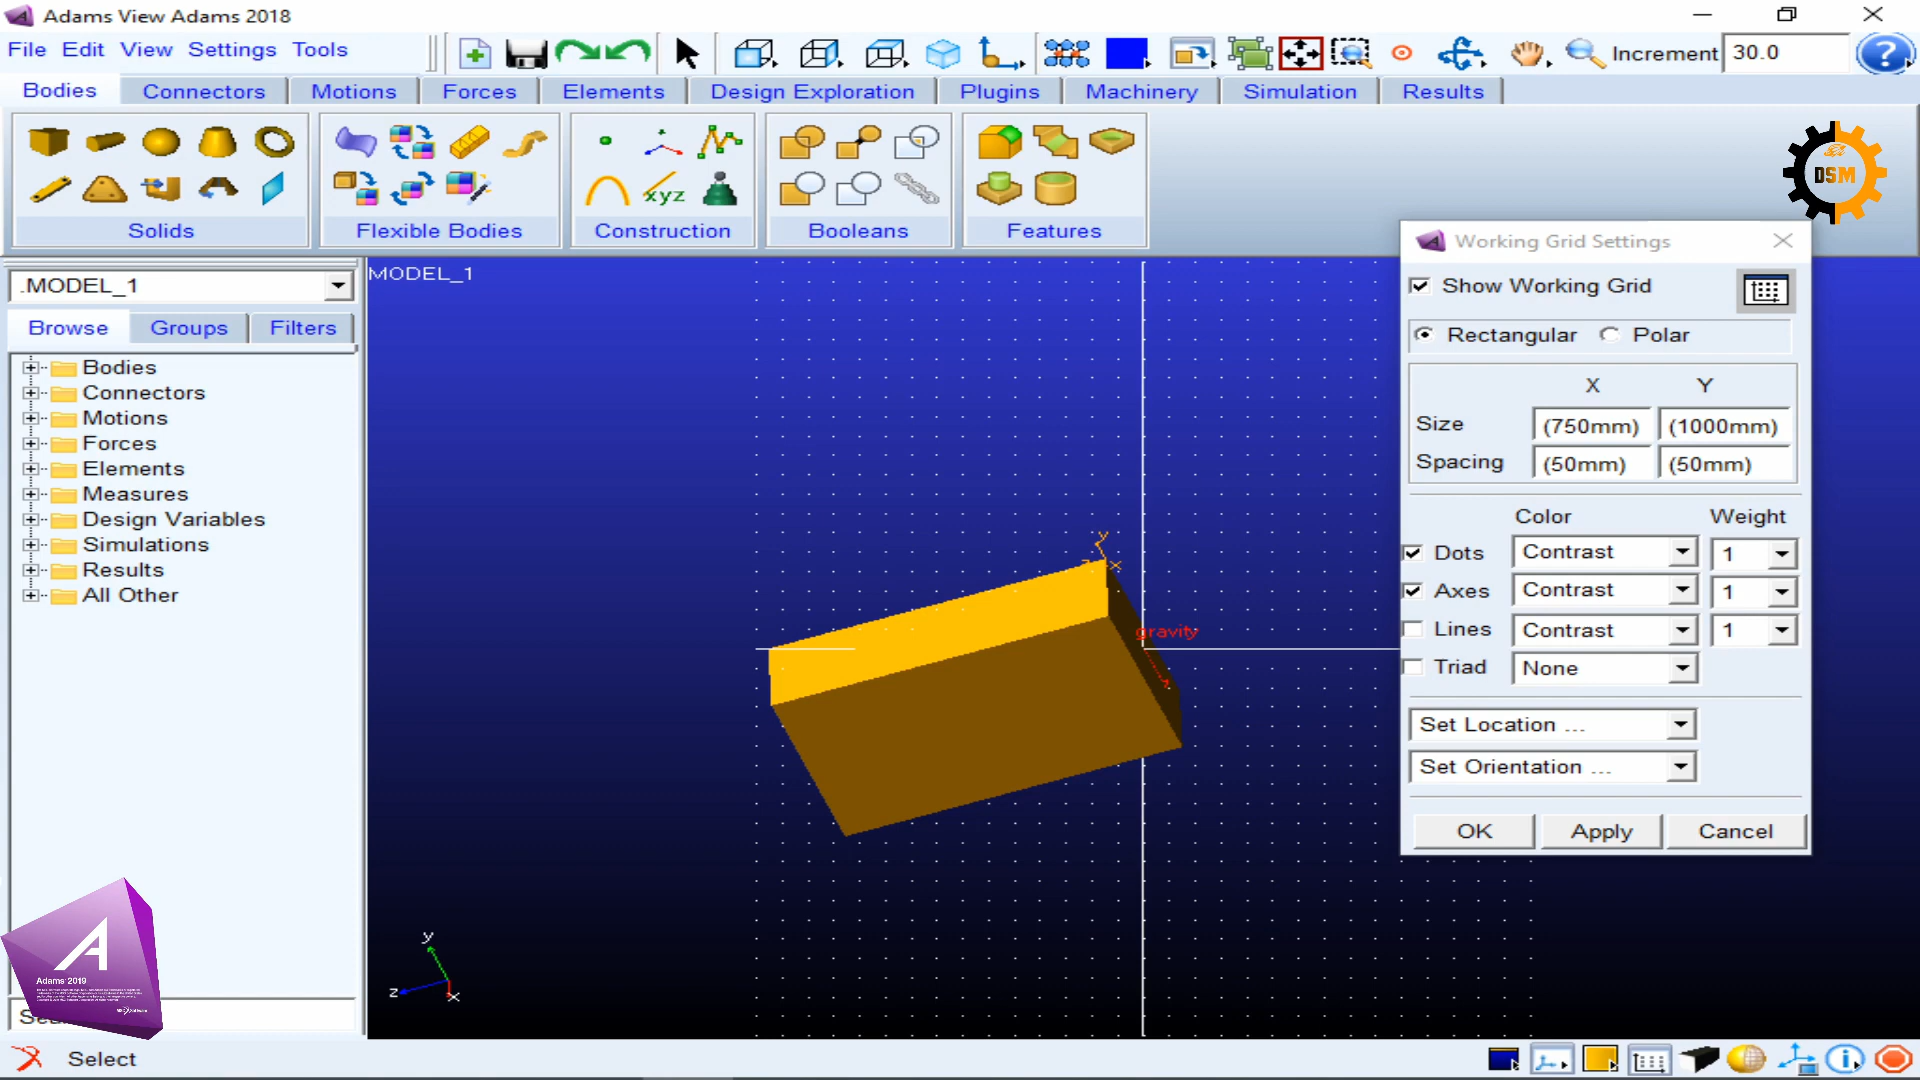 Adams View Adams 2018
File Edit View Settings Tools
Increment 30.0
Bodies Connectors Motions Forces Elements Design Exploration Plugins Machinery Simulation Results
xyz
Solids Flexible Bodies Construction Booleans Features
DSM
.MODEL_1
Browse Groups Filters
Bodies
Connectors
Motions
Forces
Elements
Measures
Design Variables
Simulations
Results
All Other
MODEL_1
y
x
gravity
y
z
x
Working Grid Settings
Show Working Grid
Rectangular Polar
X Y
Size (750mm) (1000mm)
Spacing (50mm) (50mm)
Color Weight
Dots Contrast 1
Axes Contrast 1
Lines Contrast 1
Triad None
Set Location ...
Set Orientation ...
OK Apply Cancel
A
Adams 2019
Select